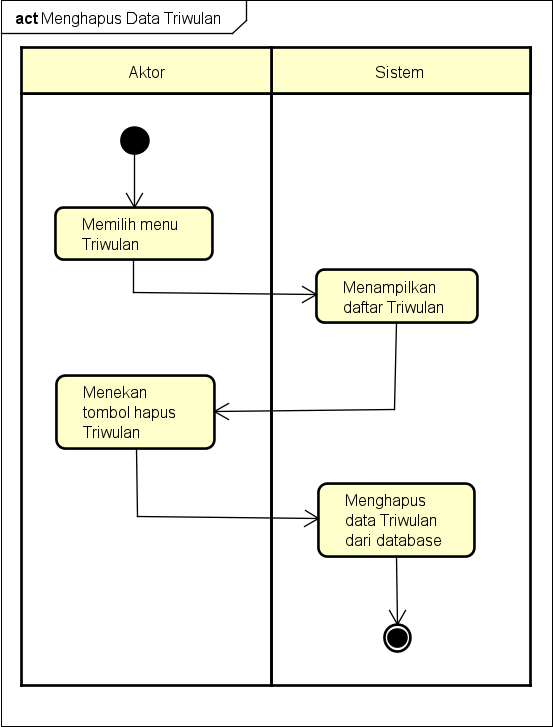 act Menghapus Data Triwulan
Aktor
Sistem
Memilih menu
Triwulan
Menampilkan
daftar Triwulan
Menekan
tombol hapus
Triwulan
Menghapus
data Triwulan
dari database